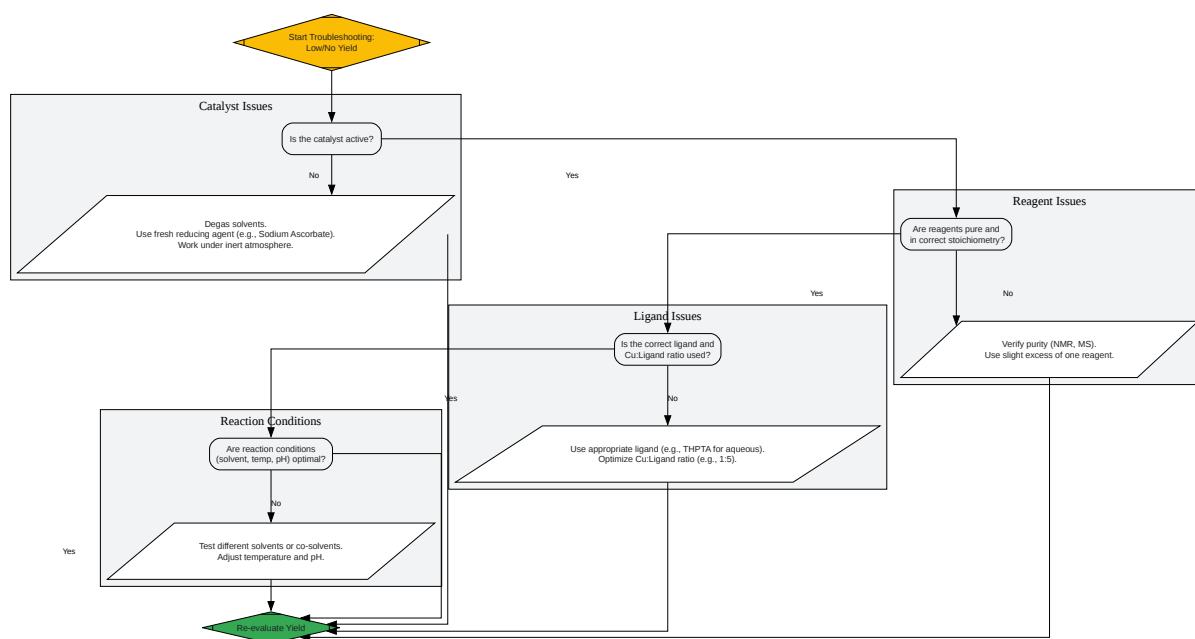 Start Troubleshooting:
Low/No Yield
Catalyst Issues
Is the catalyst active?
No
Yes
Degas solvents.
Use fresh reducing agent (e.g., Sodium Ascorbate).
Work under inert atmosphere.
Reagent Issues
Are reagents pure and
in correct stoichiometry?
Yes
No
Verify purity (NMR, MS).
Use slight excess of one reagent.
Ligand Issues
Is the correct ligand and
Cu:Ligand ratio used?
Yes
No
Use appropriate ligand (e.g., THPTA for aqueous).
Optimize Cu:Ligand ratio (e.g., 1:5).
Reaction Conditions
Are reaction conditions
(solvent, temp, pH) optimal?
No
Yes
Test different solvents or co-solvents.
Adjust temperature and pH.
Re-evaluate Yield